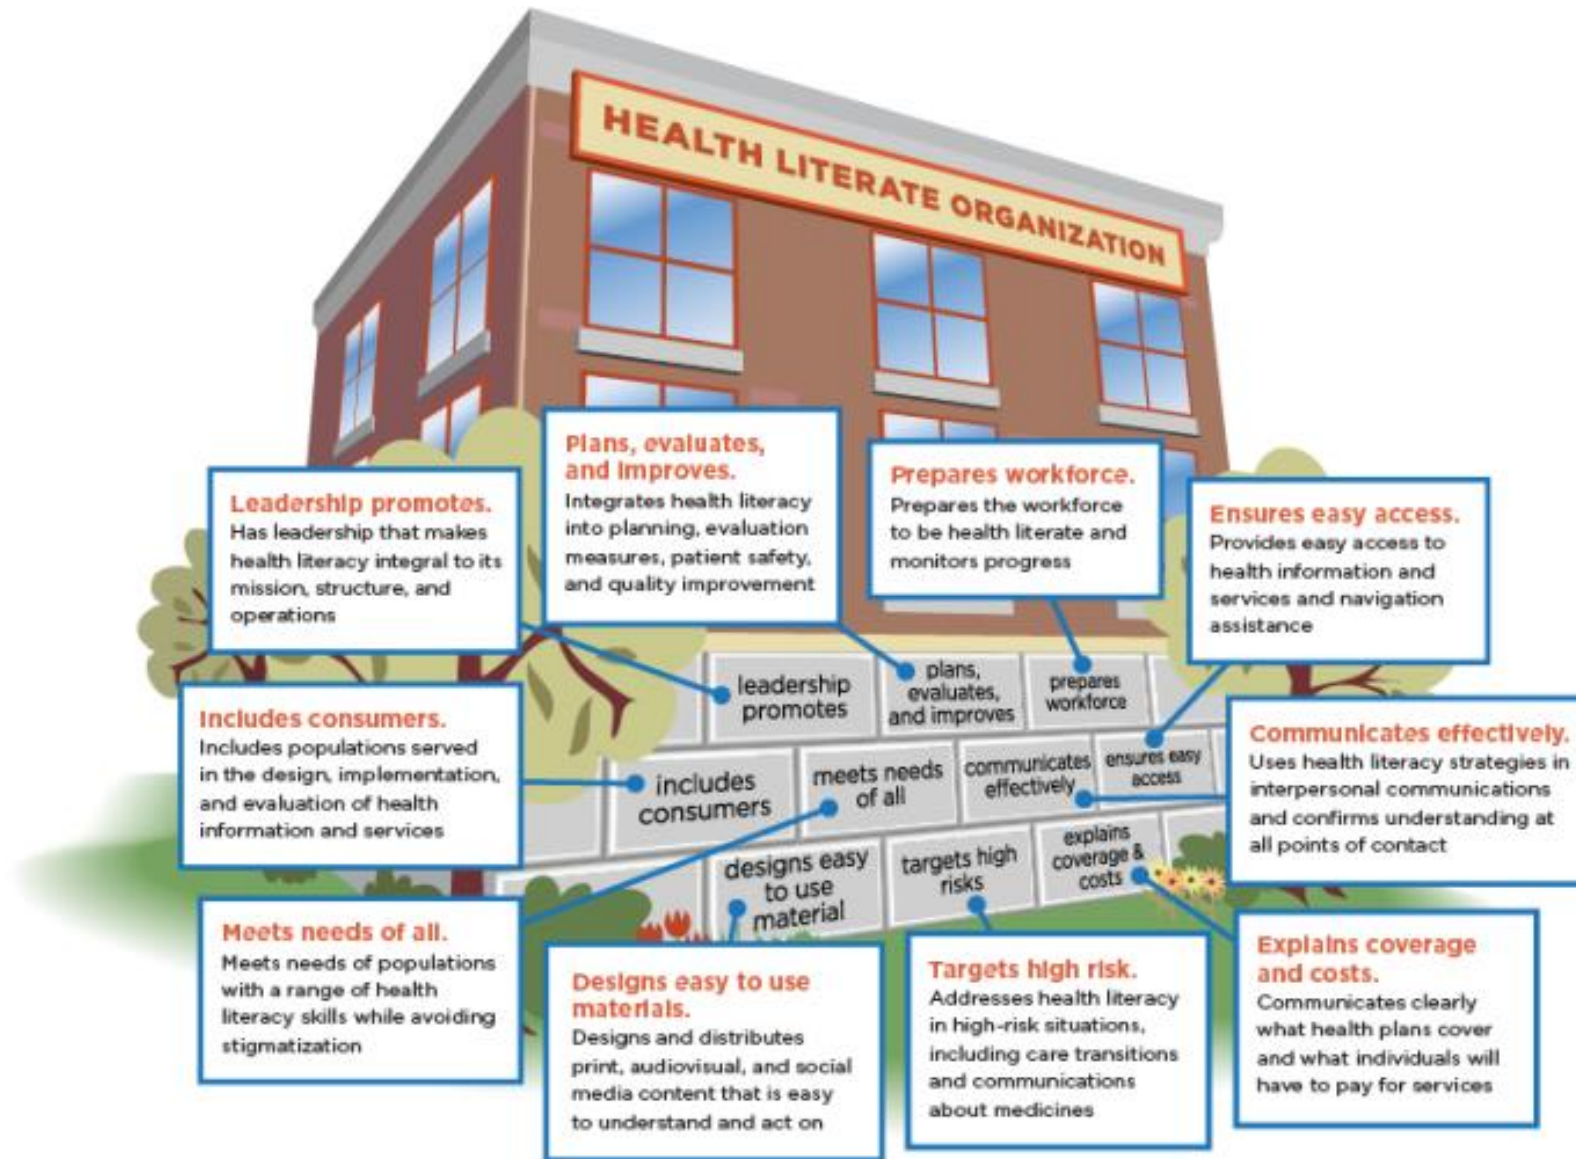 HEALTH LITERATE ORGANIZATION
Leadership promotes.
Has leadership that makes
health literacy integral to its
mission, structure, and
operations
Plans, evaluates,
and improves.
Integrates health literacy
into planning, evaluation
measures, patient safety,
and quality improvement
Prepares workforce.
Prepares the workforce
to be health literate and
monitors progress
Ensures easy access.
Provides easy access to
health information and
services and navigation
assistance
Includes consumers.
Includes populations served
in the design, implementation,
and evaluation of health
information and services
leadership
promotes
plans,
evaluates,
and improves
prepares
workforce
includes
consumers
meets needs
of all
communicates
effectively
ensures easy
access
designs easy
to use
material
targets high
risks
explains
coverage &
costs
Communicates effectively.
Uses health literacy strategies in
interpersonal communications
and confirms understanding at
all points of contact
Meets needs of all.
Meets needs of populations
with a range of health
literacy skills while avoiding
stigmatization
Designs easy to use
materials.
Designs and distributes
print, audiovisual, and social
media content that is easy
to understand and act on
Targets high risk.
Addresses health literacy
in high-risk situations,
including care transitions
and communications
about medicines
Explains coverage
and costs.
Communicates clearly
what health plans cover
and what individuals will
have to pay for services